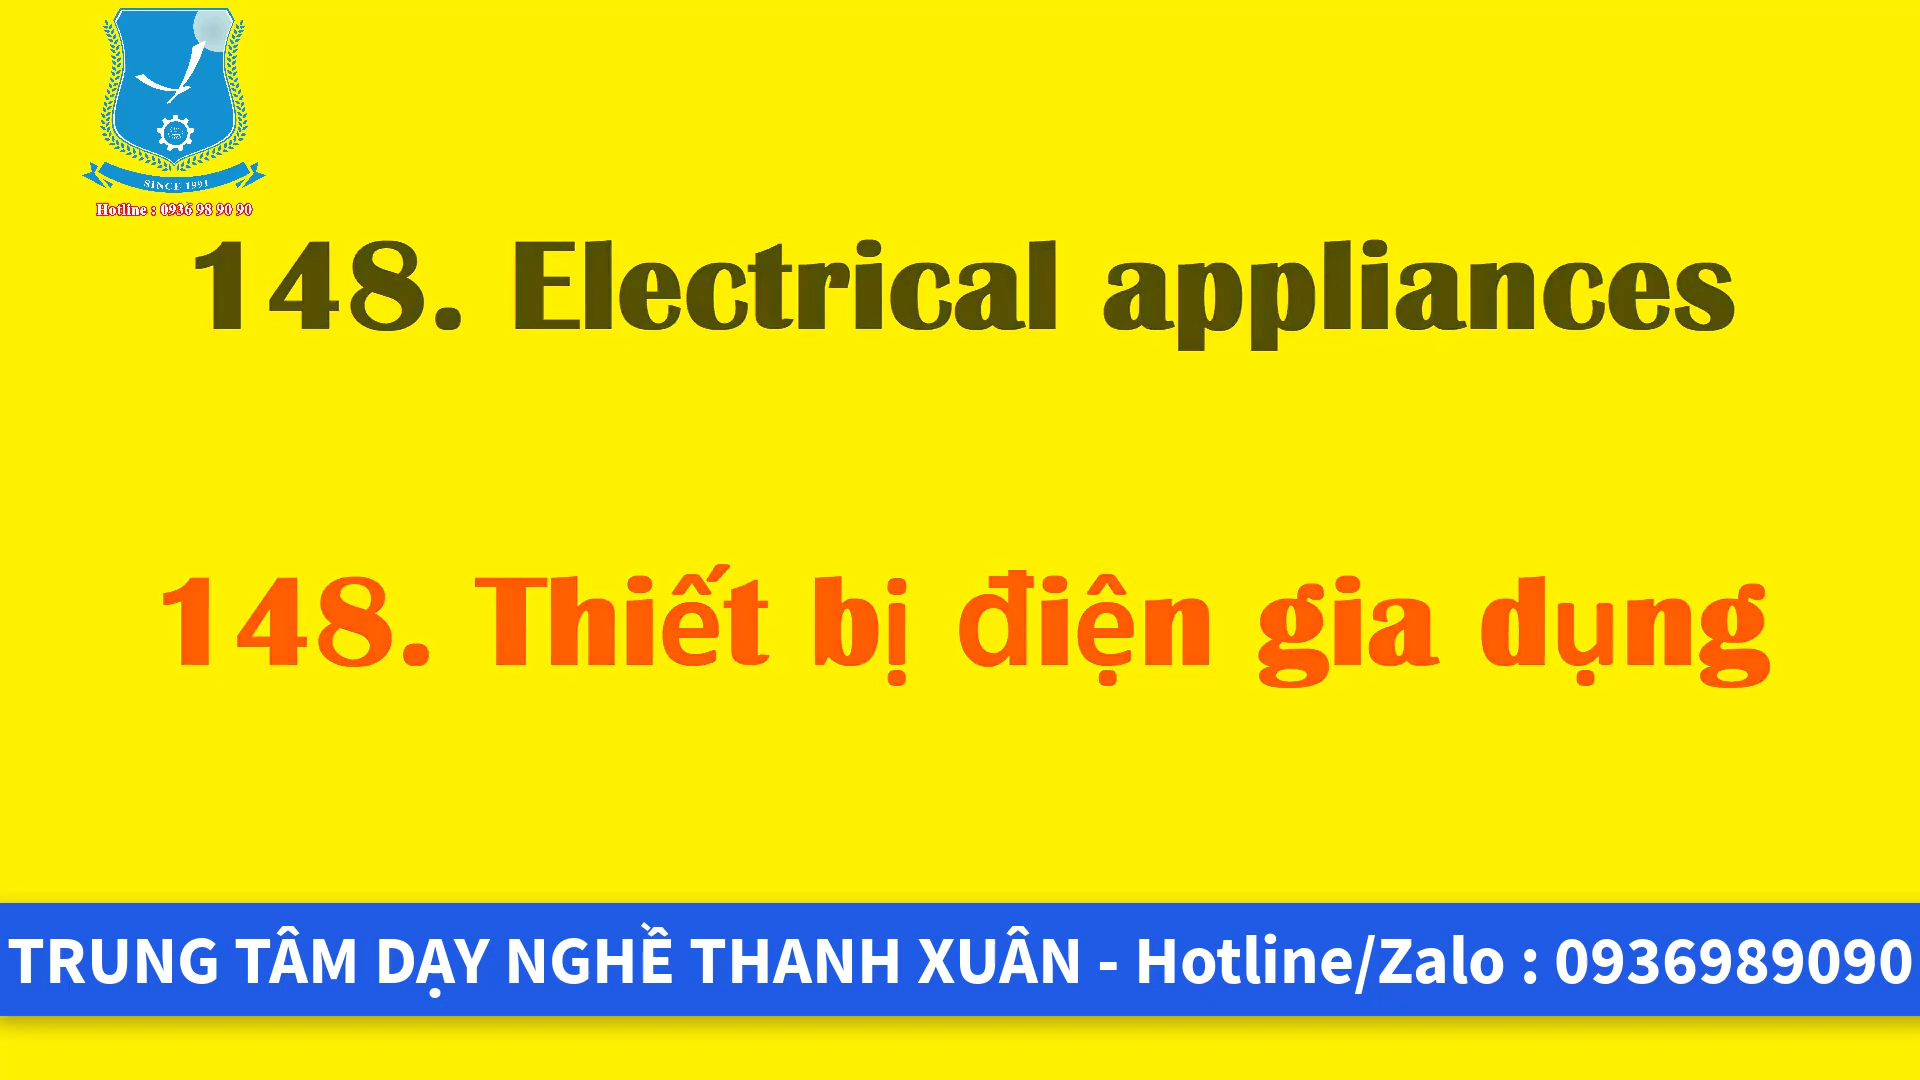 SINCE 1991
Hotline : 0936 98 90 90
148. Electrical appliances
148. Thiết bị điện gia dụng
TRUNG TÂM DẠY NGHỀ THANH XUÂN - Hotline/Zalo : 0936989090